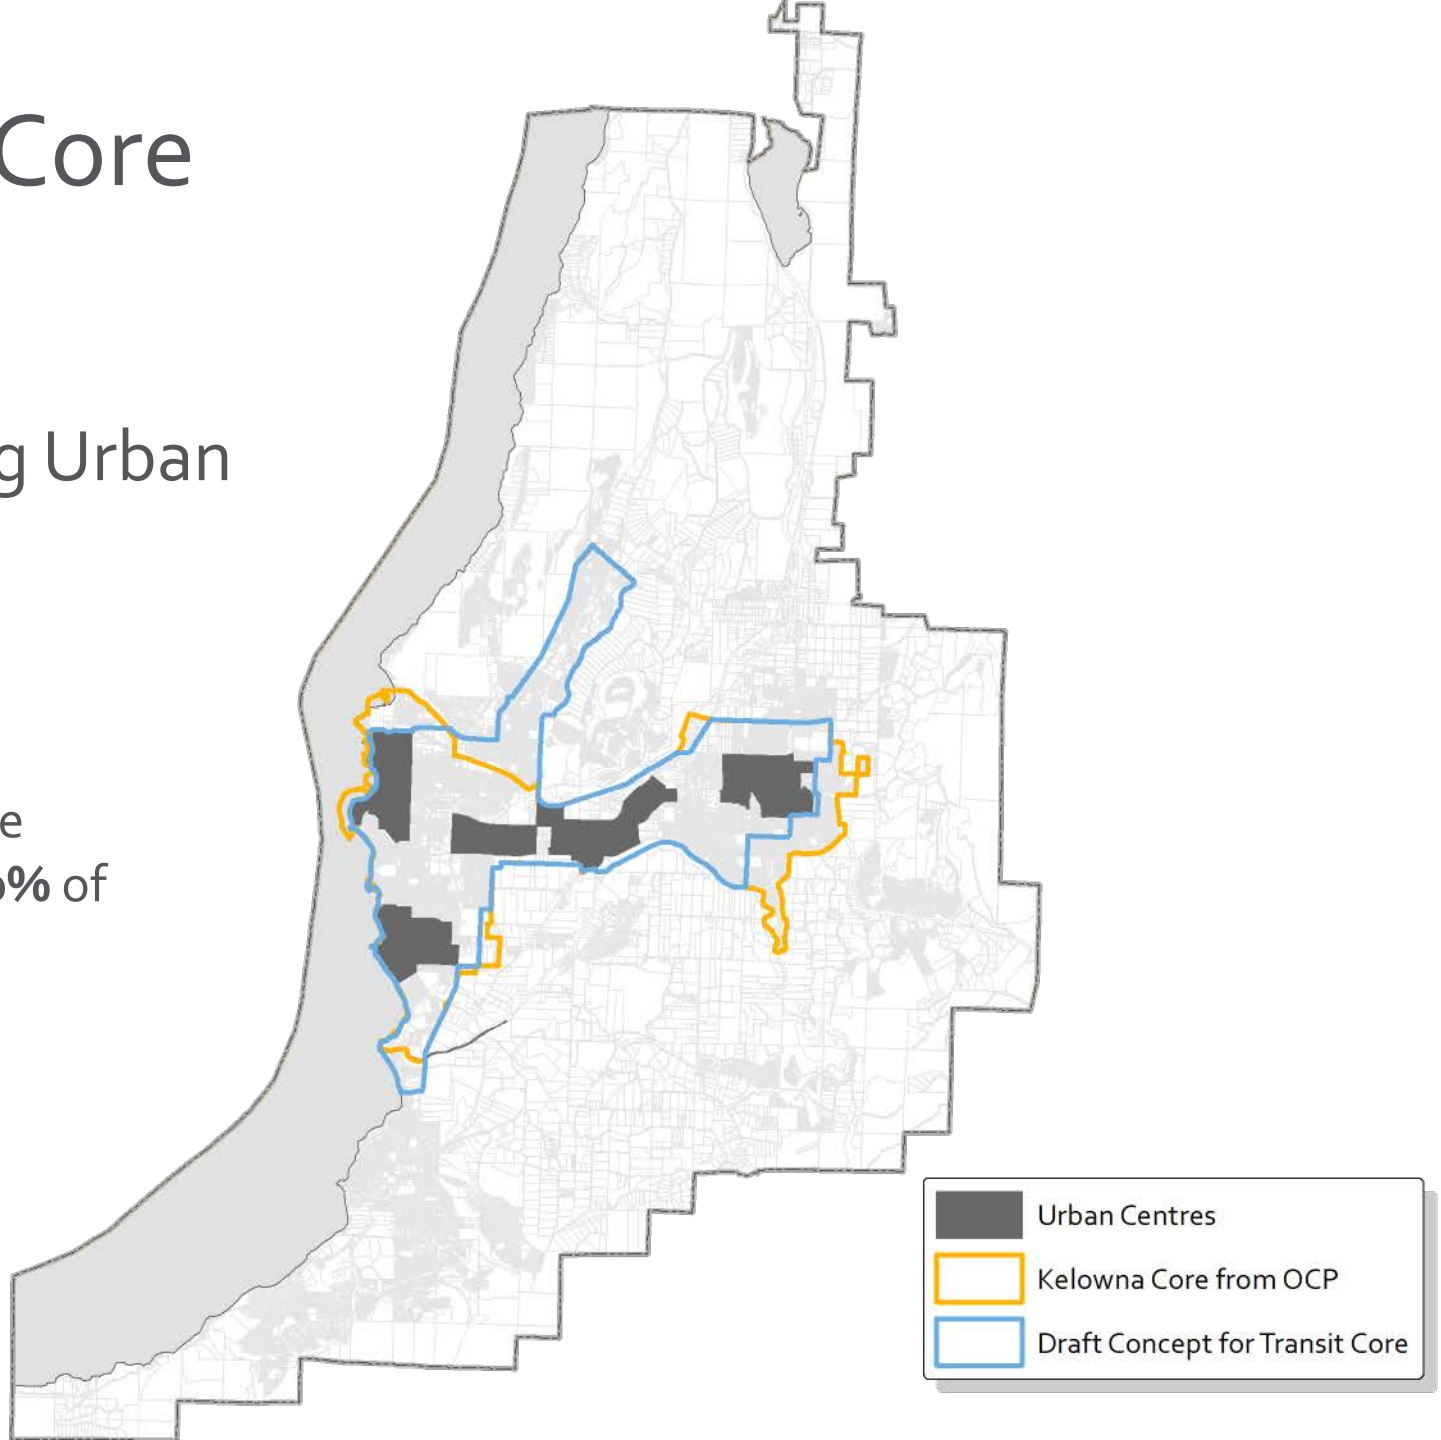 Core
g Urban
e
% of
Urban Centres
Kelowna Core from OCP
Draft Concept for Transit Core